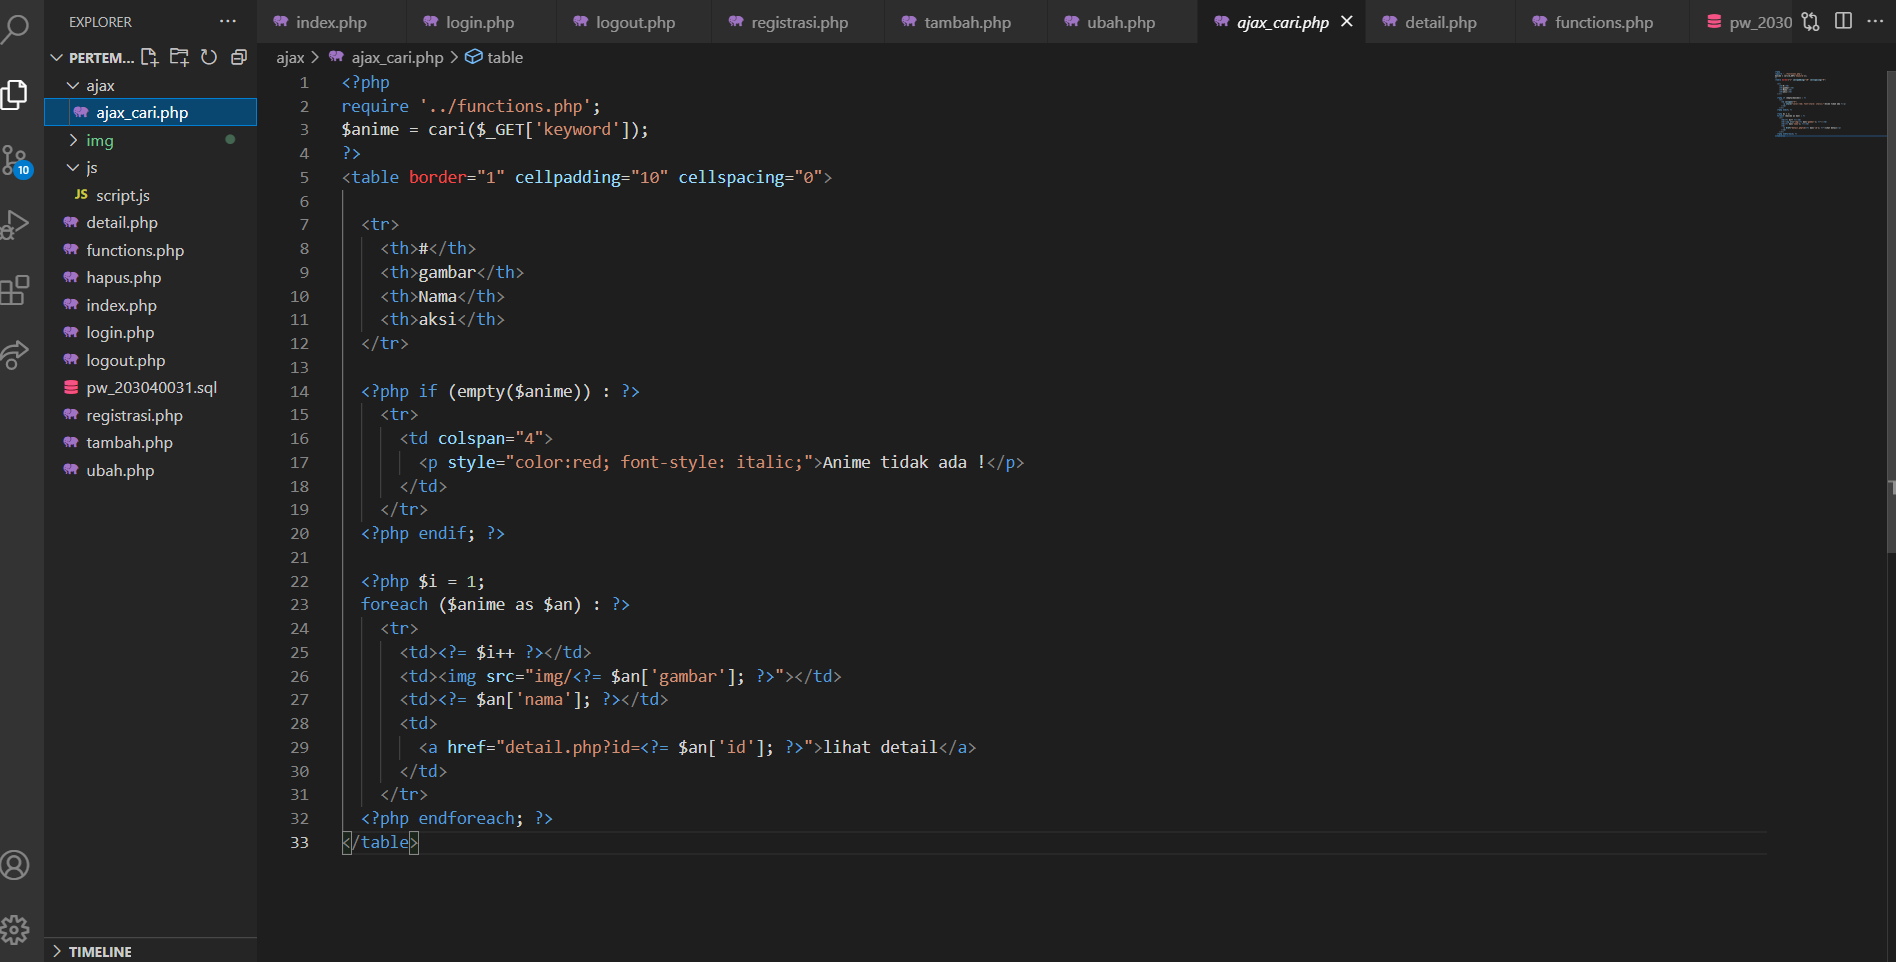 EXPLORER
index.php
login.php
logout.php
registrasi.php
tambah.php
ubah.php
ajax_cari.php
detail.php
functions.php
pw_2030
PERTEM...
ajax
ajax_cari.php
img
js
JS script.js
detail.php
functions.php
hapus.php
index.php
login.php
logout.php
pw_203040031.sql
registrasi.php
tambah.php
ubah.php
10
TIMELINE
ajax > ajax_cari.php > table
1 <?php
2 require '../functions.php';
3 $anime = cari($_GET['keyword']);
4 ?>
5 <table border="1" cellpadding="10" cellspacing="0">
6
7 <tr>
8 <th>#</th>
9 <th>gambar</th>
10 <th>Nama</th>
11 <th>aksi</th>
12 </tr>
13
14 <?php if (empty($anime)) : ?>
15 <tr>
16 <td colspan="4">
17 <p style="color:red; font-style: italic;">Anime tidak ada !</p>
18 </td>
19 </tr>
20 <?php endif; ?>
21
22 <?php $i = 1;
23 foreach ($anime as $an) : ?>
24 <tr>
25 <td><?= $i++ ?></td>
26 <td><img src="img/<?= $an['gambar']; ?>"></td>
27 <td><?= $an['nama']; ?></td>
28 <td>
29 <a href="detail.php?id=<?= $an['id']; ?>">lihat detail</a>
30 </td>
31 </tr>
32 <?php endforeach; ?>
33 </table>